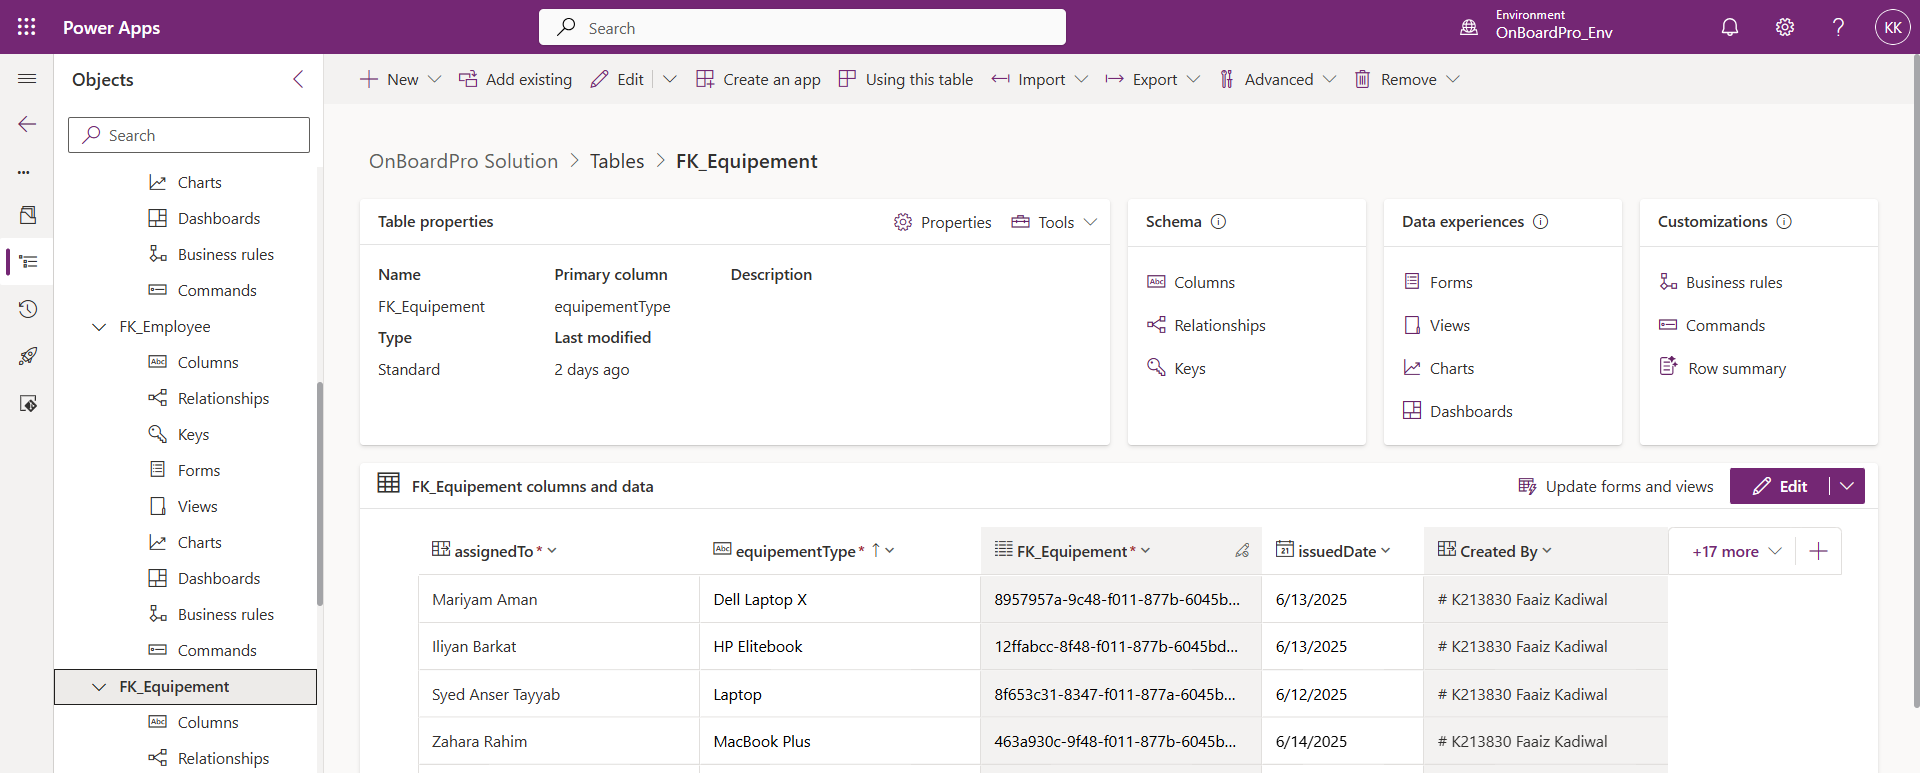 Power Apps
Search
Environment
OnBoardPro_Env
KK
Objects
Search
Charts
Dashboards
Business rules
Commands
FK_Employee
Columns
Relationships
Keys
Forms
Views
Charts
Dashboards
Business rules
Commands
FK_Equipement
Columns
Relationships
New
Add existing
Edit
Create an app
Using this table
Import
Export
Advanced
Remove
OnBoardPro Solution > Tables > FK_Equipement
Table properties
Properties
Tools
Name Primary column Description
FK_Equipement equipementType
Type Last modified
Standard 2 days ago
Schema
Columns
Relationships
Keys
Data experiences
Forms
Views
Charts
Dashboards
Customizations
Business rules
Commands
Row summary
FK_Equipement columns and data
Update forms and views
Edit
assignedTo * equipementType * ↑ FK_Equipement * issuedDate Created By +17 more
Mariyam Aman Dell Laptop X 8957957a-9c48-f011-877b-6045b... 6/13/2025 # K213830 Faaiz Kadiwal
Iliyan Barkat HP Elitebook 12ffabcc-8f48-f011-877b-6045bd... 6/13/2025 # K213830 Faaiz Kadiwal
Syed Anser Tayyab Laptop 8f653c31-8347-f011-877a-6045b... 6/12/2025 # K213830 Faaiz Kadiwal
Zahara Rahim MacBook Plus 463a930c-9f48-f011-877b-6045b... 6/14/2025 # K213830 Faaiz Kadiwal